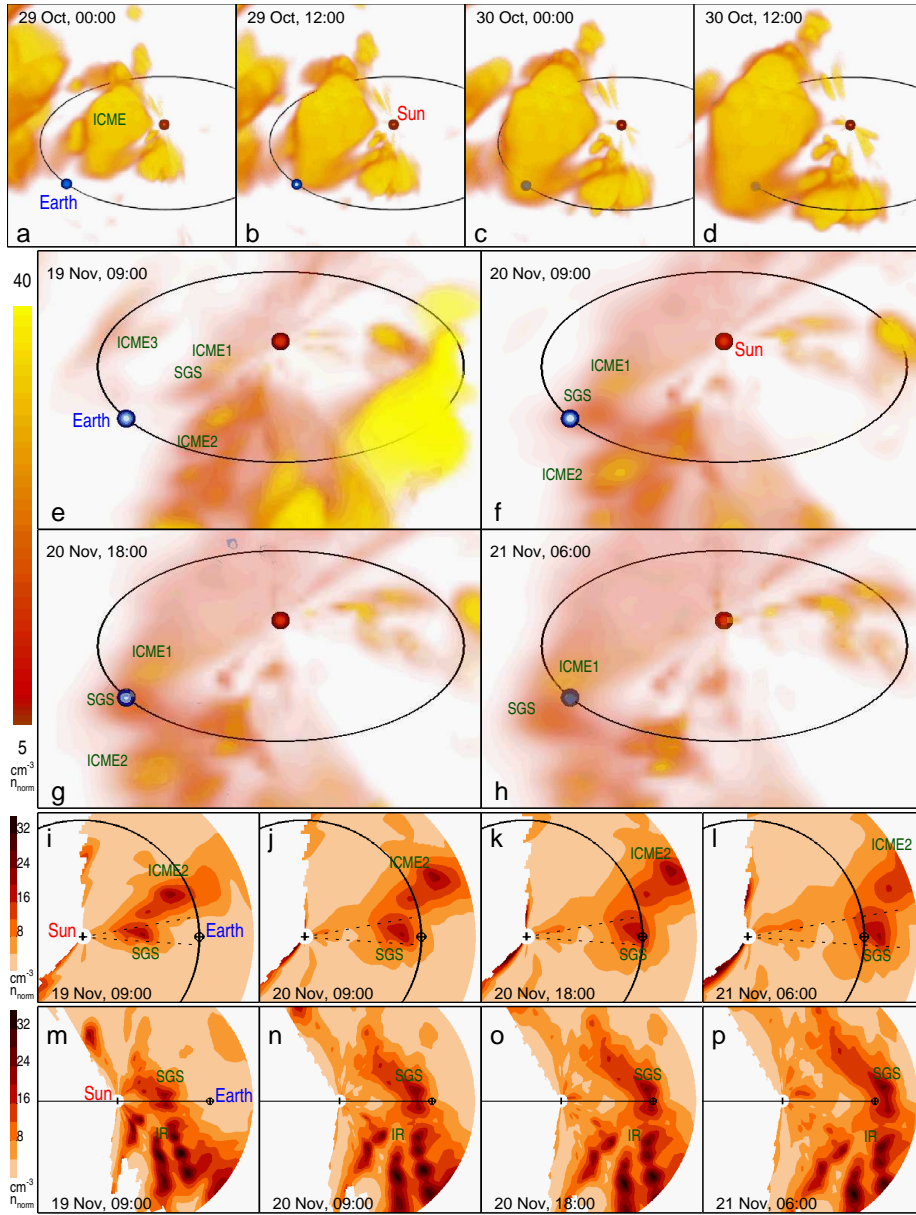 29 Oct, 00:00
ICME
Earth
a
29 Oct, 12:00
Sun
b
30 Oct, 00:00
c
30 Oct, 12:00
d
40
5
cm-3
nnorm
19 Nov, 09:00
ICME3
ICME1
SGS
Earth
ICME2
e
20 Nov, 09:00
Sun
ICME1
SGS
ICME2
f
20 Nov, 18:00
ICME1
SGS
ICME2
g
21 Nov, 06:00
ICME1
SGS
h
32
24
16
8
cm-3
nnorm
i
ICME2
Sun
Earth
SGS
19 Nov, 09:00
j
ICME2
SGS
20 Nov, 09:00
k
ICME2
SGS
20 Nov, 18:00
l
ICME2
SGS
21 Nov, 06:00
32
24
16
8
cm-3
nnorm
m
SGS
Sun
Earth
IR
19 Nov, 09:00
n
SGS
IR
20 Nov, 09:00
o
SGS
IR
20 Nov, 18:00
p
SGS
IR
21 Nov, 06:00